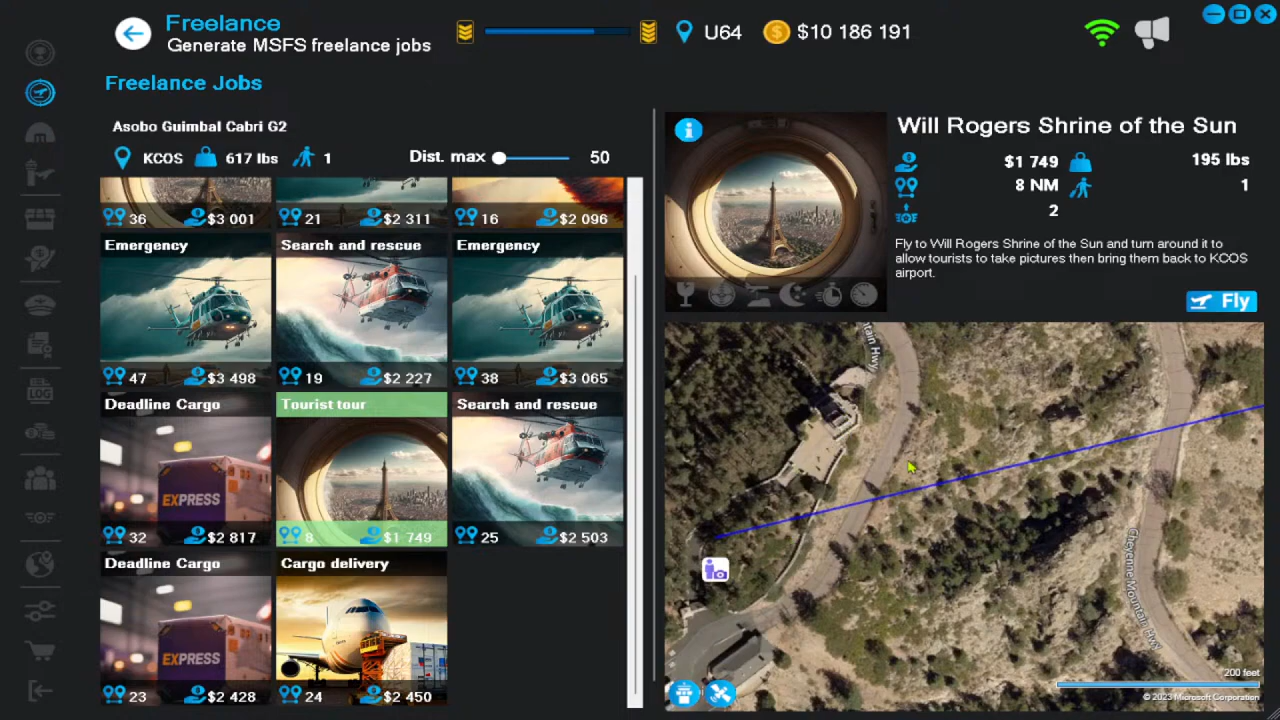 Freelance
Generate MSFS freelance jobs
U64
$10 186 191
Freelance Jobs
Asobo Guimbal Cabri G2
KCOS
617 lbs
1
Dist. max
50
36
$3 001
21
$2 311
16
$2 096
Emergency
47
$3 498
Search and rescue
19
$2 227
Emergency
38
$3 065
Deadline Cargo
EXPRESS
32
$2 817
Tourist tour
8
$1 749
Search and rescue
25
$2 503
Deadline Cargo
EXPRESS
23
$2 428
Cargo delivery
24
$2 450
Will Rogers Shrine of the Sun
$1 749
195 lbs
8 NM
1
2
Fly to Will Rogers Shrine of the Sun and turn around it to
allow tourists to take pictures then bring them back to KCOS
airport.
Fly
tain Hwy
Cheyenne Mountain Hwy
200 feet
© 2023 Microsoft Corporation
LOG